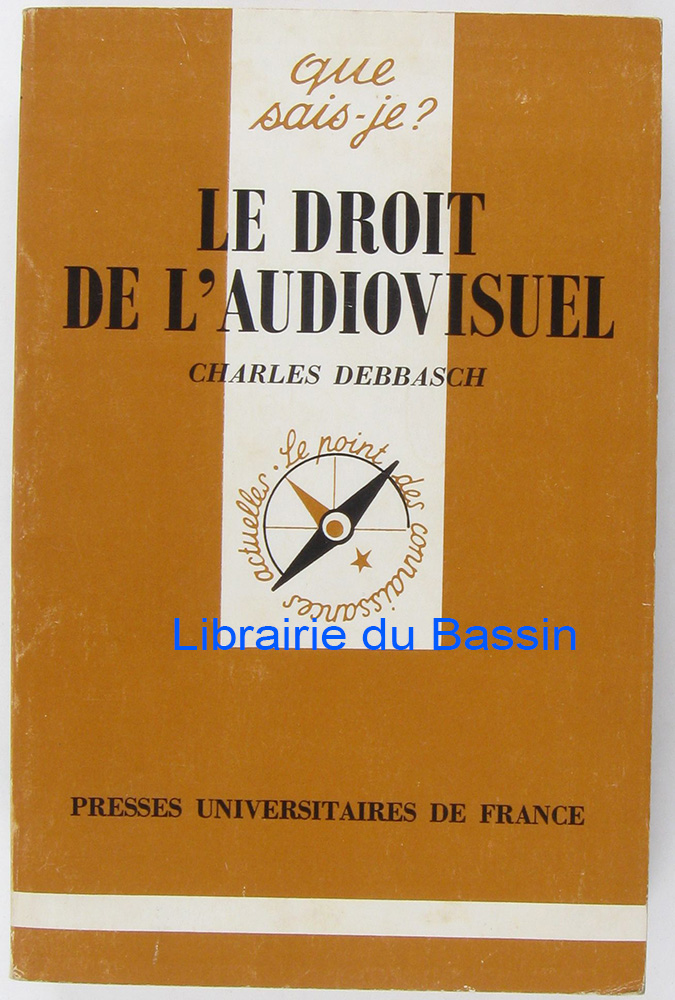 que
sais-je?
LE DROIT
DE L'AUDIOVISUEL
CHARLES DEBBASCH
Le point des connaissances actuelles.
Librairie du Bassin
PRESSES UNIVERSITAIRES DE FRANCE